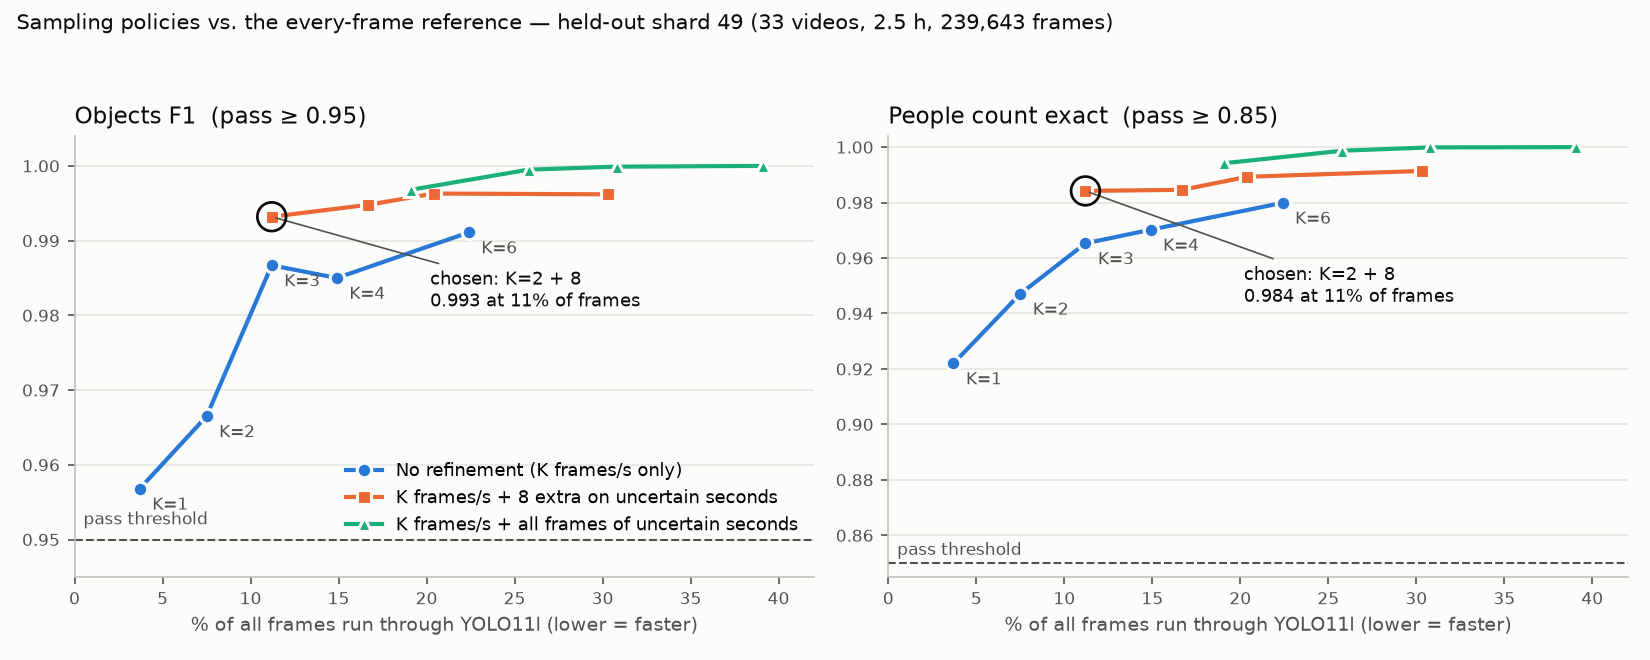 Sampling policies vs. the every-frame reference — held-out shard 49 (33 videos, 2.5 h, 239,643 frames)
Objects F1  (pass ≥ 0.95)
1.00
0.99
0.98
0.97
0.96
0.95
K=1
K=2
K=3
K=4
K=6
chosen: K=2 + 8
0.993 at 11% of frames
pass threshold
No refinement (K frames/s only)
K frames/s + 8 extra on uncertain seconds
K frames/s + all frames of uncertain seconds
0 5 10 15 20 25 30 35 40
% of all frames run through YOLO11l (lower = faster)
People count exact  (pass ≥ 0.85)
1.00
0.98
0.96
0.94
0.92
0.90
0.88
0.86
K=1
K=2
K=3
K=4
K=6
chosen: K=2 + 8
0.984 at 11% of frames
pass threshold
0 5 10 15 20 25 30 35 40
% of all frames run through YOLO11l (lower = faster)